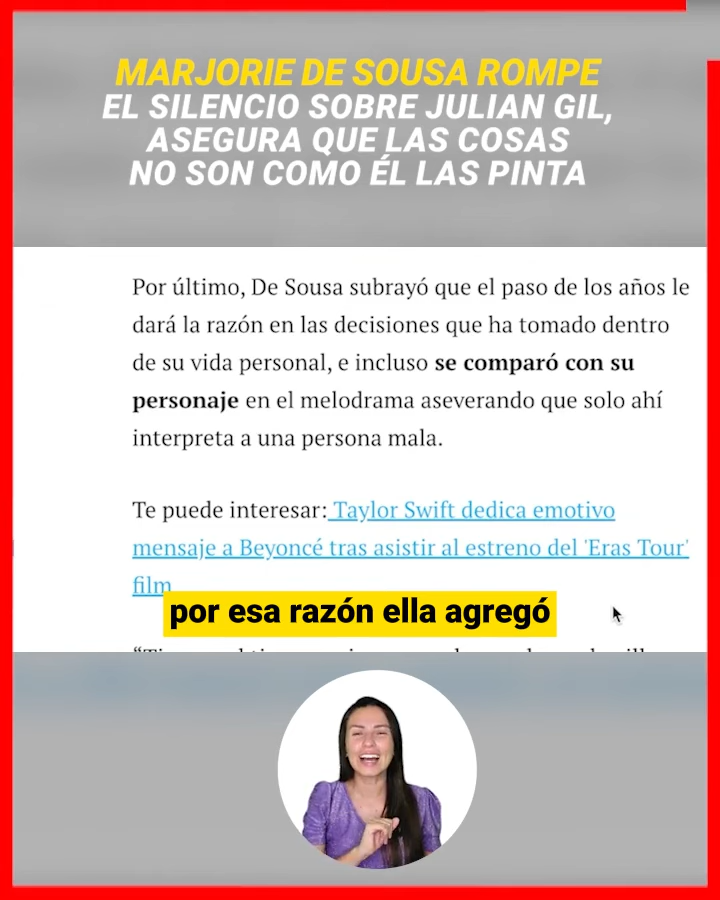 MARJORIE DE SOUSA ROMPE
EL SILENCIO SOBRE JULIAN GIL,
ASEGURA QUE LAS COSAS
NO SON COMO ÉL LAS PINTA
Por último, De Sousa subrayó que el paso de los años le
dará la razón en las decisiones que ha tomado dentro
de su vida personal, e incluso se comparó con su
personaje en el melodrama aseverando que solo ahí
interpreta a una persona mala.
Te puede interesar: Taylor Swift dedica emotivo
mensaje a Beyoncé tras asistir al estreno del 'Eras Tour'
film
por esa razón ella agregó